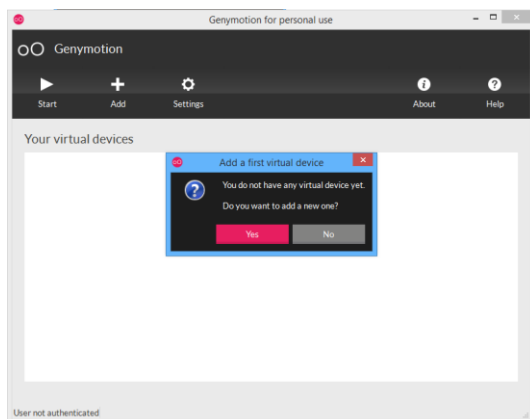 Genymotion for personal use
Genymotion
Start Add Settings About Help
Your virtual devices
Add a first virtual device
You do not have any virtual device yet.
Do you want to add a new one?
Yes No
User not authenticated